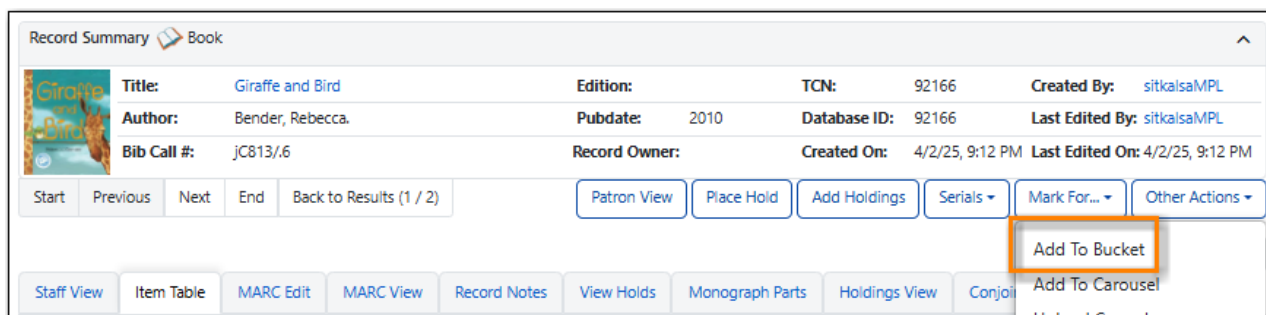 Record Summary Book
Giraffe and Bird
Title: Giraffe and Bird Edition: TCN: 92166 Created By: sitkalsaMPL
Author: Bender, Rebecca. Pubdate: 2010 Database ID: 92166 Last Edited By: sitkalsaMPL
Bib Call #: jC813/.6 Record Owner: Created On: 4/2/25, 9:12 PM Last Edited On: 4/2/25, 9:12 PM
Start Previous Next End Back to Results (1 / 2) Patron View Place Hold Add Holdings Serials Mark For... Other Actions
Add To Bucket
Staff View Item Table MARC Edit MARC View Record Notes View Holds Monograph Parts Holdings View Conjoi
Add To Carousel